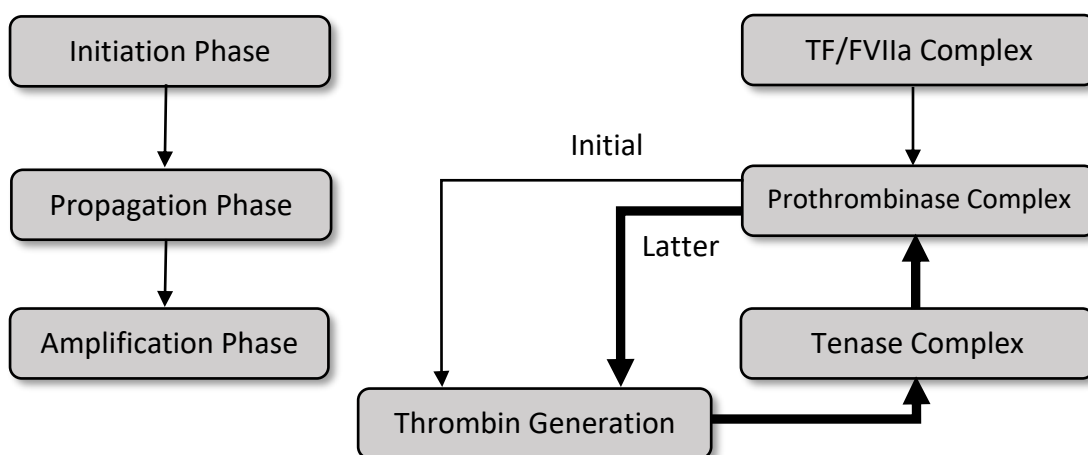 Initiation Phase
TF/FVIIa Complex
Initial
Propagation Phase
Prothrombinase Complex
Latter
Amplification Phase
Tenase Complex
Thrombin Generation